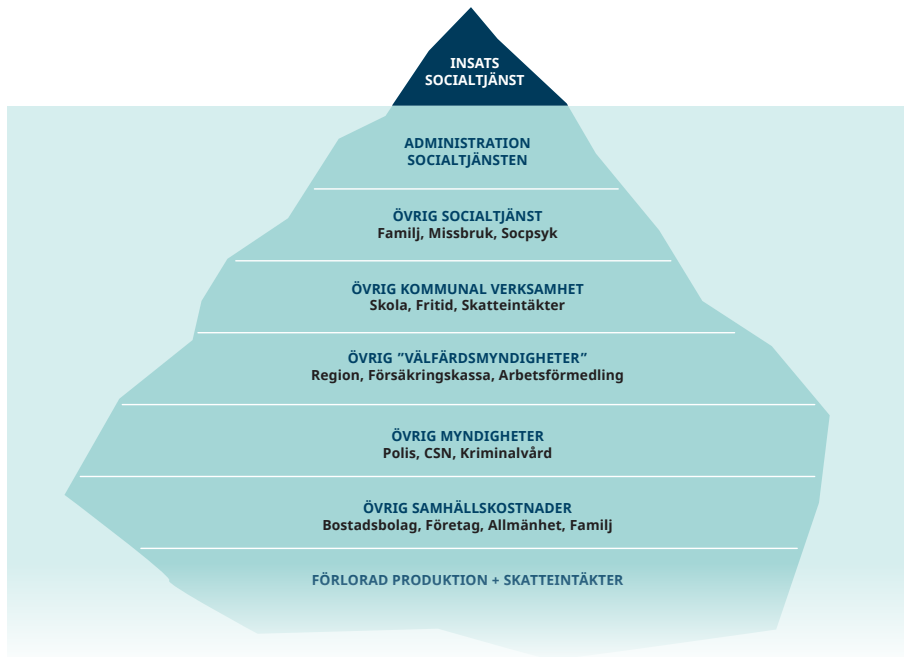 INSATS
SOCIALTJÄNST
ADMINISTRATION
SOCIALTJÄNSTEN
ÖVRIG SOCIALTJÄNST
Familj, Missbruk, Socpsyk
ÖVRIG KOMMUNAL VERKSAMHET
Skola, Fritid, Skatteintäkter
ÖVRIG ”VÄLFÄRDSMYNDIGHETER”
Region, Försäkringskassa, Arbetsförmedling
ÖVRIG MYNDIGHETER
Polis, CSN, Kriminalvård
ÖVRIG SAMHÄLLSKOSTNADER
Bostadsbolag, Företag, Allmänhet, Familj
FÖRLORAD PRODUKTION + SKATTEINTÄKTER